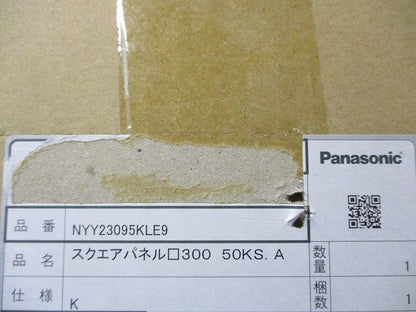 Panasonic
品番 NYY23095KLE9
品名 スクエアパネル□300 50KS.A
数量 1
仕様 K
梱数 1